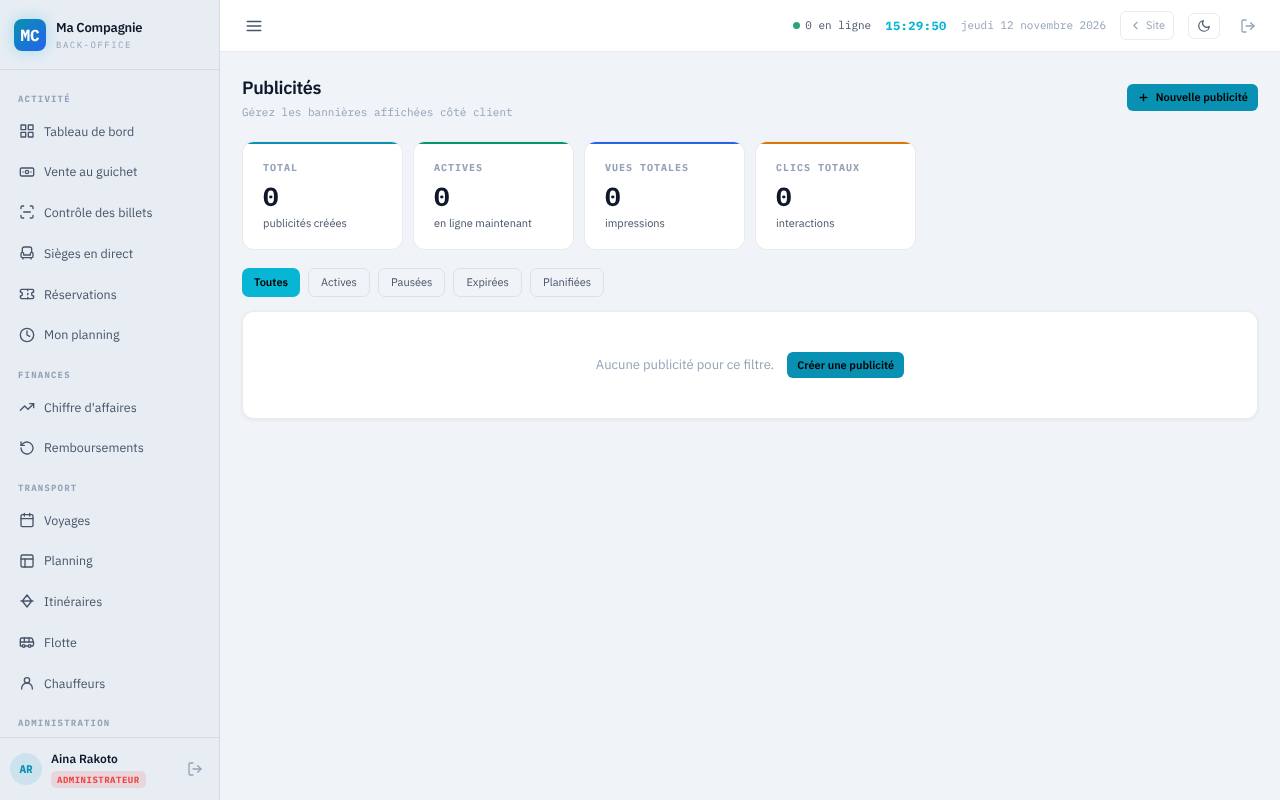 MC
Ma Compagnie
BACK-OFFICE
ACTIVITÉ
Tableau de bord
Vente au guichet
Contrôle des billets
Sièges en direct
Réservations
Mon planning
FINANCES
Chiffre d'affaires
Remboursements
TRANSPORT
Voyages
Planning
Itinéraires
Flotte
Chauffeurs
ADMINISTRATION
AR
Aina Rakoto
ADMINISTRATEUR
0 en ligne 15:29:50 jeudi 12 novembre 2026 Site
Publicités
Gérez les bannières affichées côté client
Nouvelle publicité
TOTAL
0
publicités créées
ACTIVES
0
en ligne maintenant
VUES TOTALES
0
impressions
CLICS TOTAUX
0
interactions
Toutes Actives Pausées Expirées Planifiées
Aucune publicité pour ce filtre. Créer une publicité